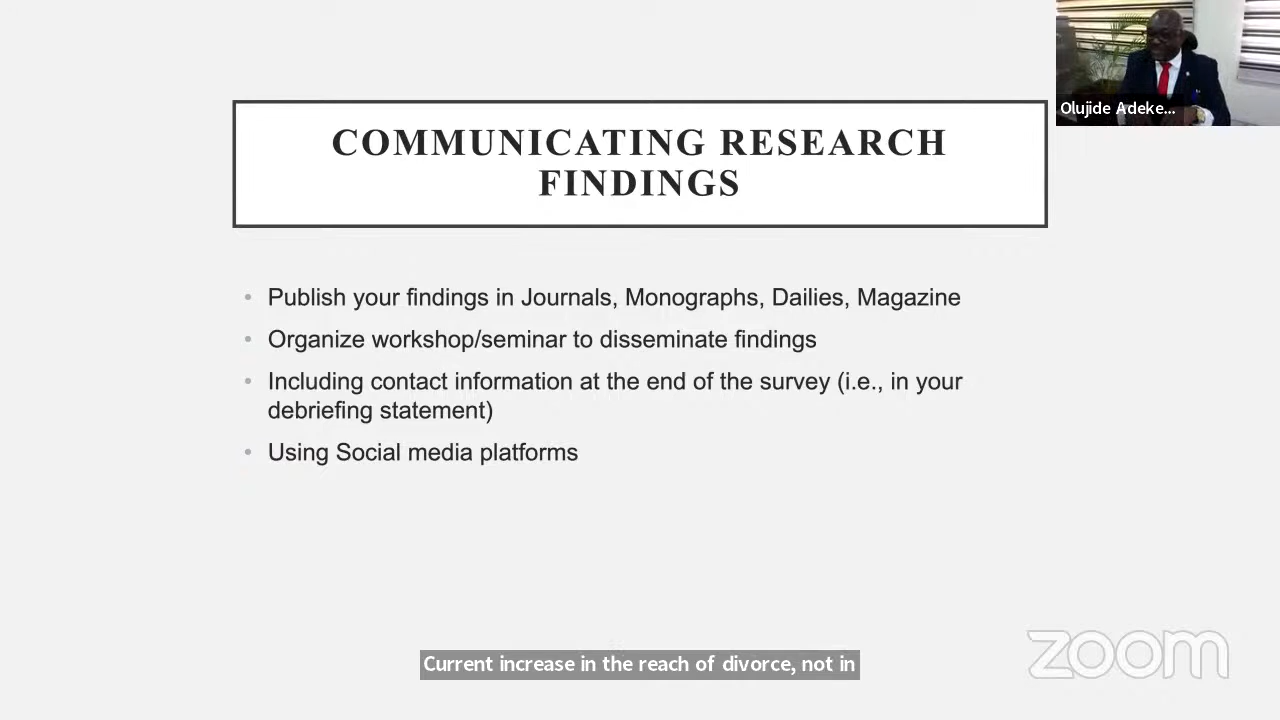 Olujide Adeke...
COMMUNICATING RESEARCH
FINDINGS
• Publish your findings in Journals, Monographs, Dailies, Magazine
• Organize workshop/seminar to disseminate findings
• Including contact information at the end of the survey (i.e., in your
debriefing statement)
• Using Social media platforms
Current increase in the reach of divorce, not in
zoom